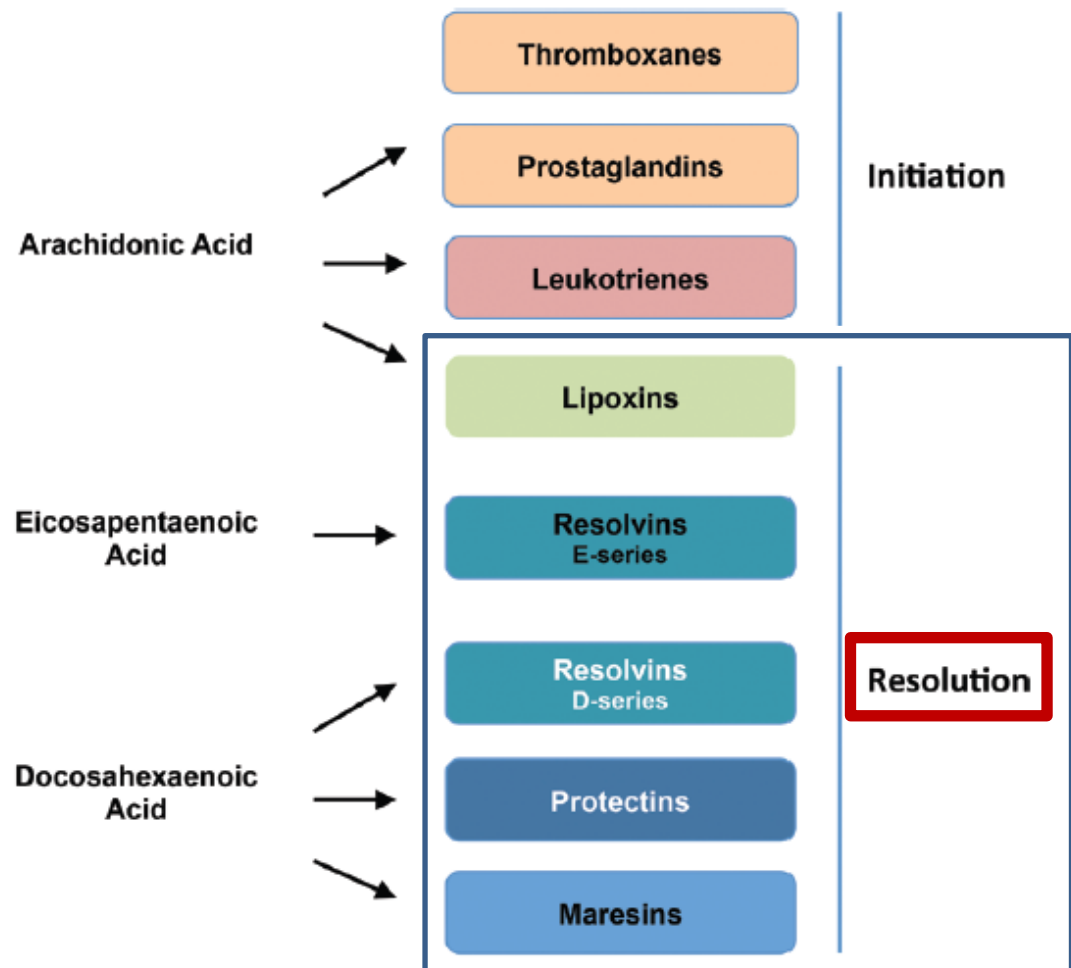 Thromboxanes
Prostaglandins
Initiation
Arachidonic Acid
Leukotrienes
Lipoxins
Eicosapentaenoic
Acid
Resolvins
E-series
Resolvins
D-series
Resolution
Docosahexaenoic
Acid
Protectins
Maresins